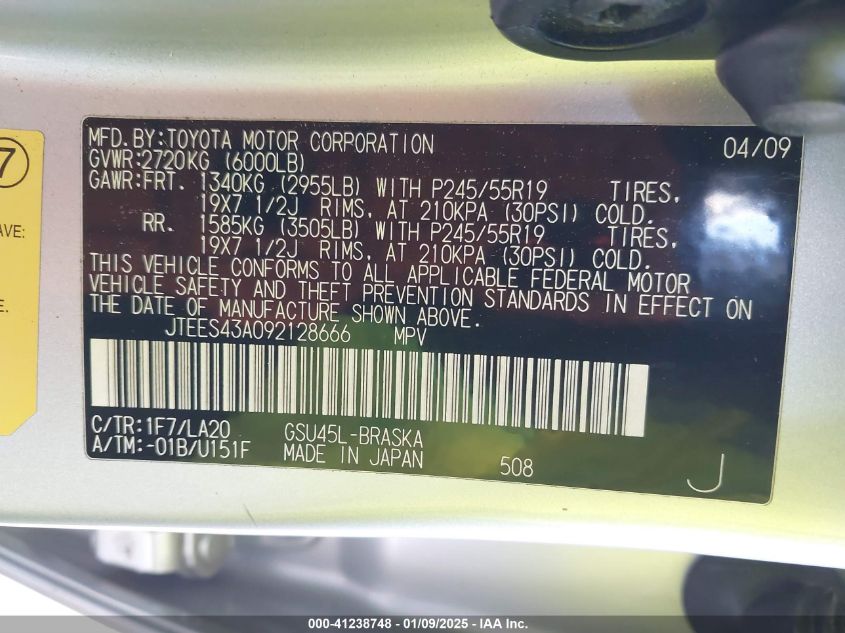 7
AVE:
E.
MFD.BY:TOYOTA MOTOR CORPORATION 04/09
GVWR:2720KG (6000LB)
GAWR:FRT. 1340KG (2955LB) WITH P245/55R19 TIRES,
19X7 1/2J RIMS, AT 210KPA (30PSI) COLD.
RR. 1585KG (3505LB) WITH P245/55R19 TIRES,
19X7 1/2J RIMS, AT 210KPA (30PSI) COLD.
THIS VEHICLE CONFORMS TO ALL APPLICABLE FEDERAL MOTOR
VEHICLE SAFETY AND THEFT PREVENTION STANDARDS IN EFFECT ON
THE DATE OF MANUFACTURE SHOWN ABOVE.
JTEES43A092128666 MPV
C/TR:1F7/LA20 GSU45L-BRASKA
A/TM:-01B/U151F MADE IN JAPAN 508
J
000-41238748 - 01/09/2025 - IAA Inc.